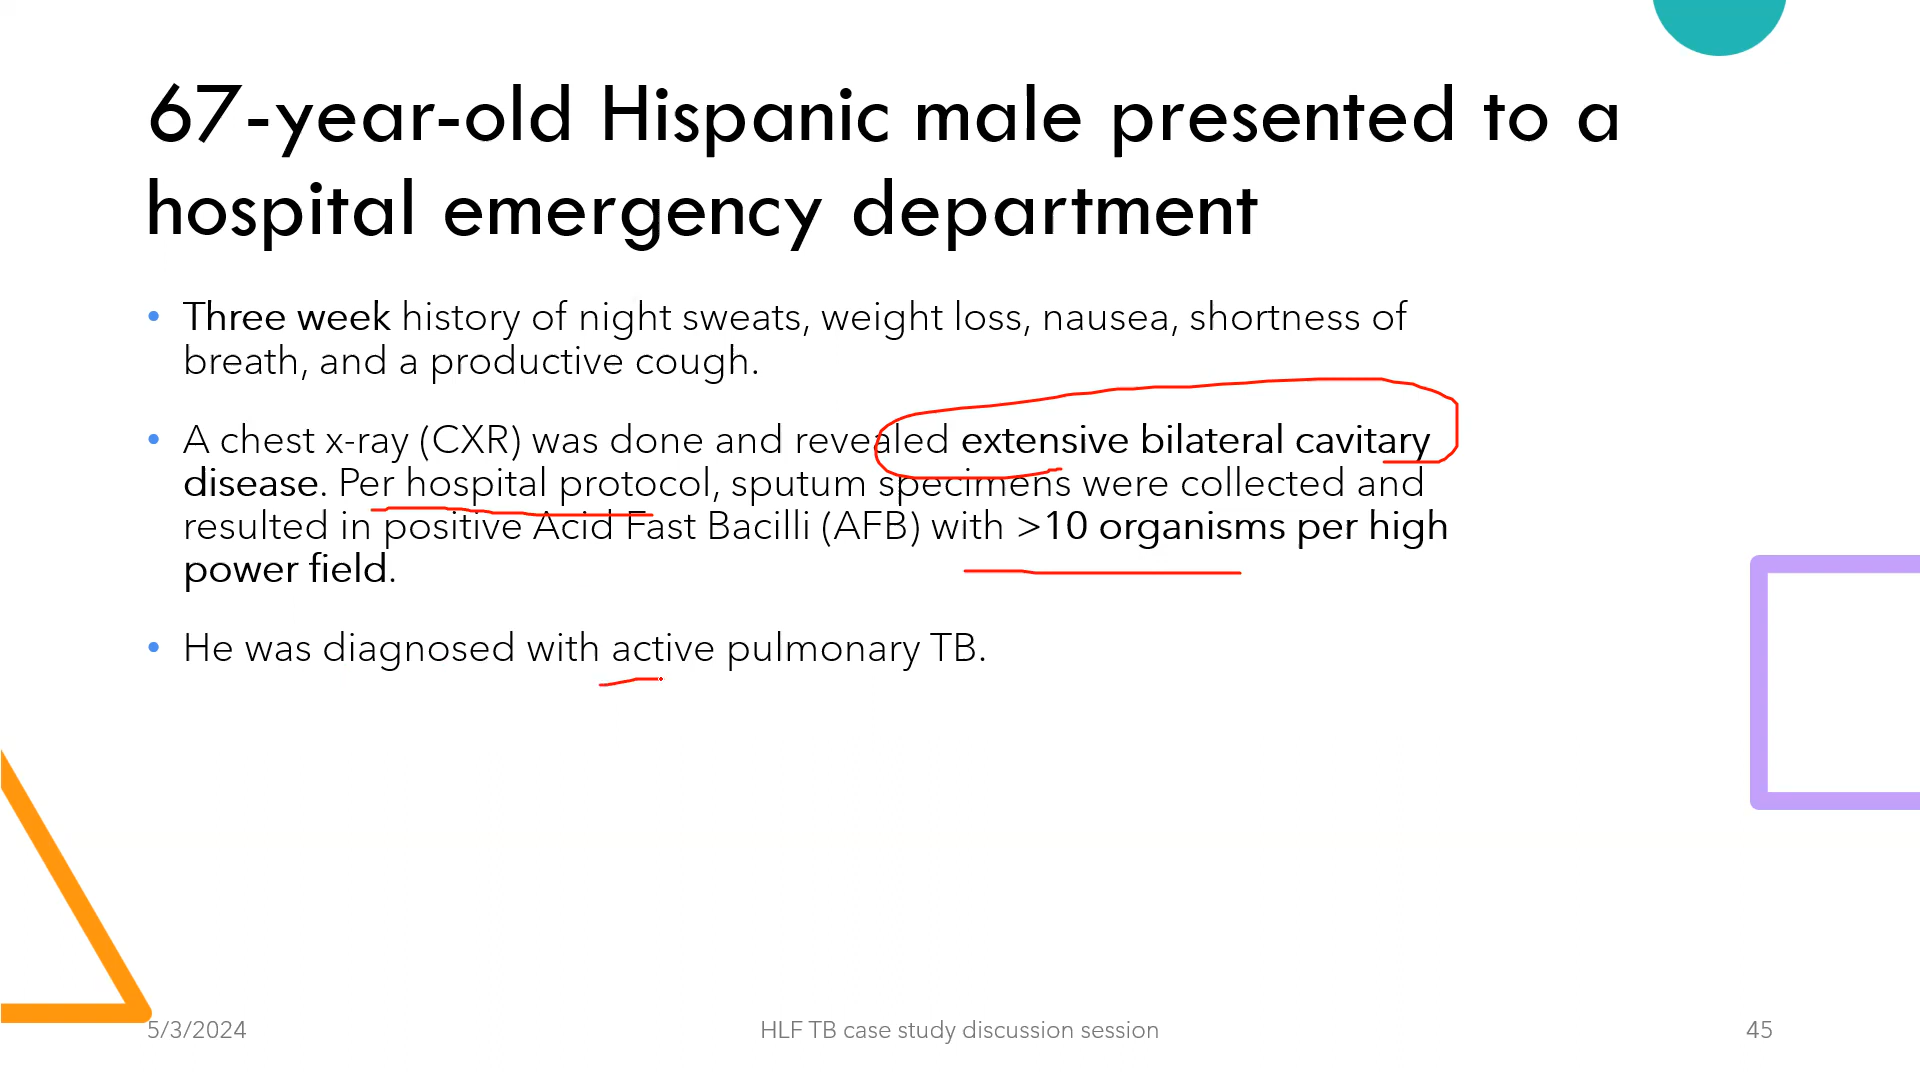 67-year-old Hispanic male presented to a
hospital emergency department
• Three week history of night sweats, weight loss, nausea, shortness of
breath, and a productive cough.
• A chest x-ray (CXR) was done and revealed extensive bilateral cavitary
disease. Per hospital protocol, sputum specimens were collected and
resulted in positive Acid Fast Bacilli (AFB) with >10 organisms per high
power field.
• He was diagnosed with active pulmonary TB.
5/3/2024
HLF TB case study discussion session
45